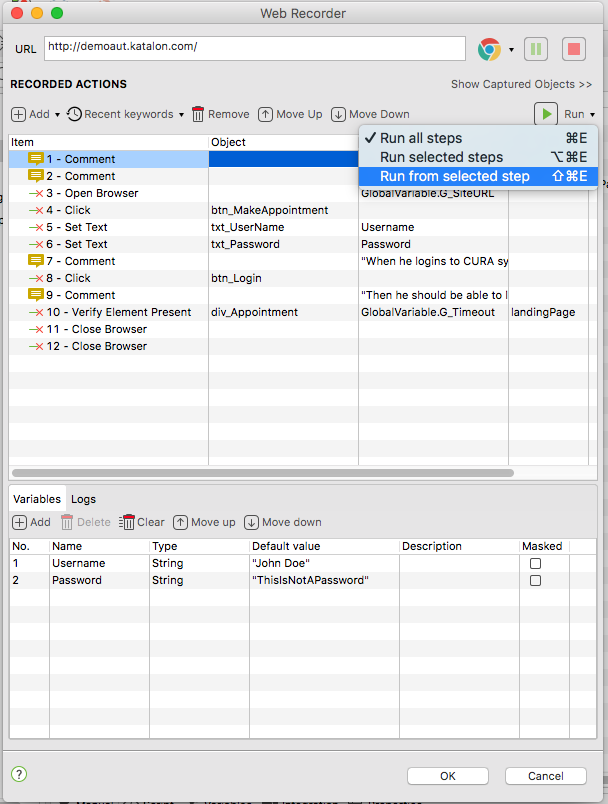 Web Recorder
URL http://demoaut.katalon.com/
RECORDED ACTIONS Show Captured Objects >>
Add Recent keywords Remove Move Up Move Down Run
Item Object
✓ Run all steps ⌘E
Run selected steps ⌥⌘E
Run from selected step ⇧⌘E
1 - Comment
2 - Comment
3 - Open Browser GlobalVariable.G_SiteURL
4 - Click btn_MakeAppointment
5 - Set Text txt_UserName Username
6 - Set Text txt_Password Password
7 - Comment "When he logins to CURA sy
8 - Click btn_Login
9 - Comment "Then he should be able to l
10 - Verify Element Present div_Appointment GlobalVariable.G_Timeout landingPage
11 - Close Browser
12 - Close Browser
Variables Logs
Add Delete Clear Move up Move down
No. Name Type Default value Description Masked
1 Username String "John Doe"
2 Password String "ThisIsNotAPassword"
? OK Cancel